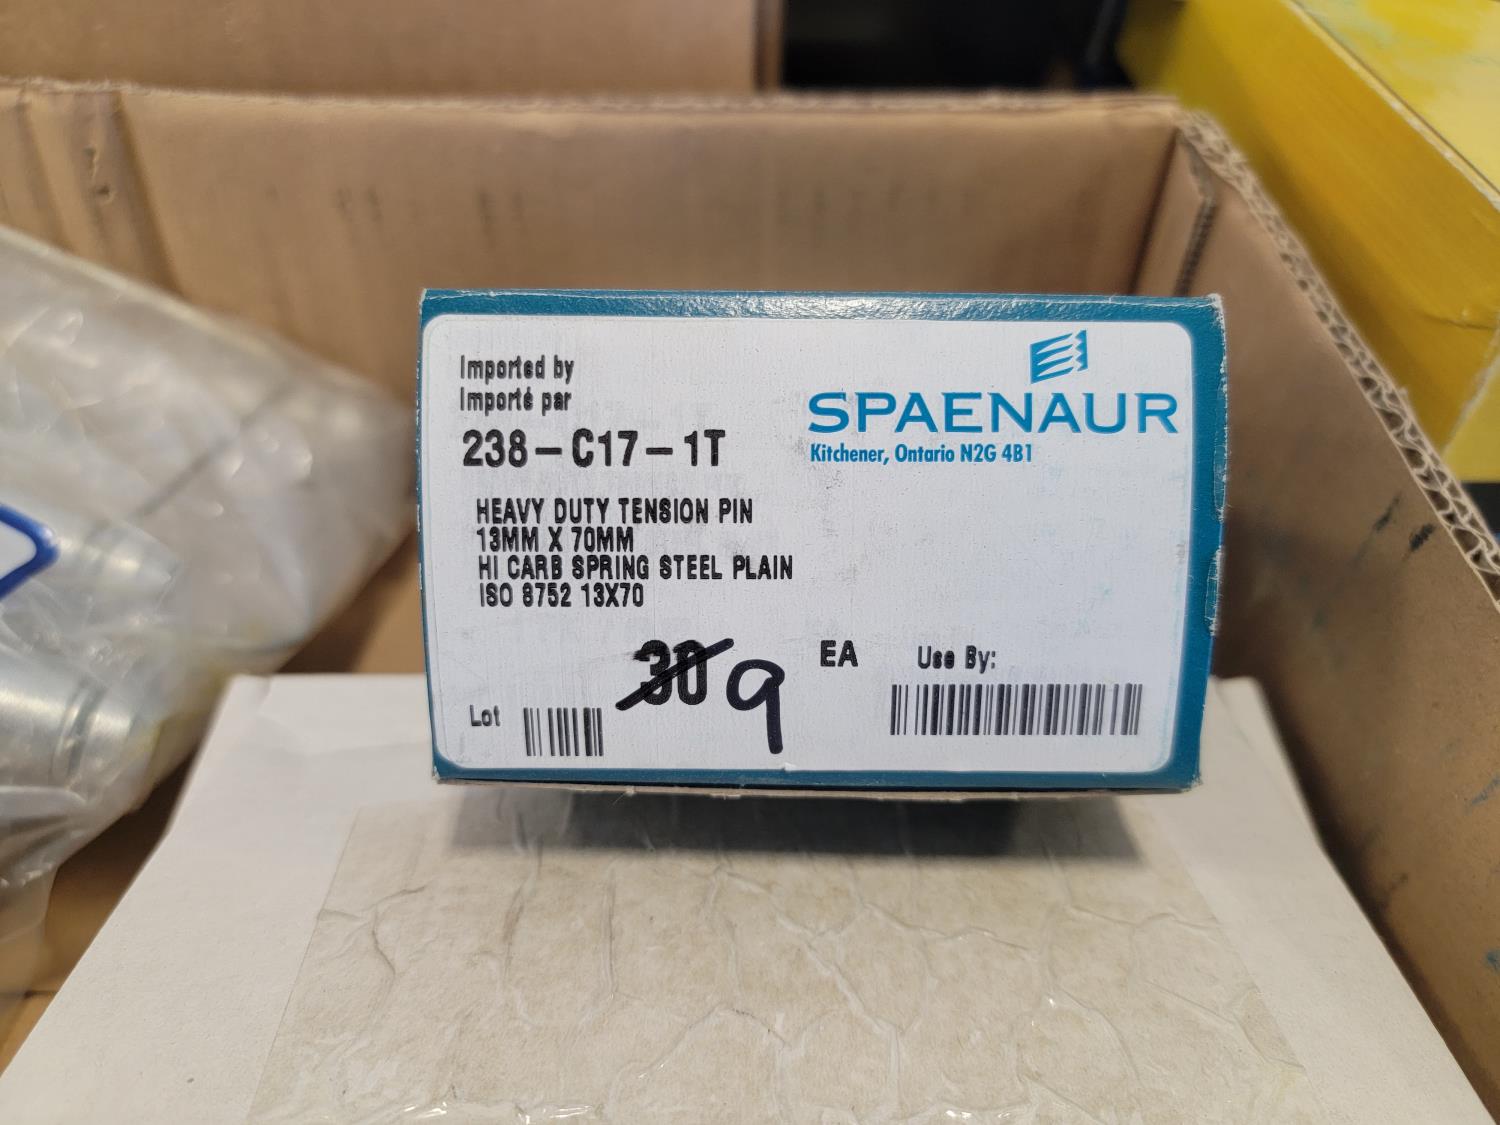 Imported by
Importé par
238-C17-1T
SPAENAUR
Kitchener, Ontario N2G 4B1
HEAVY DUTY TENSION PIN
13MM X 70MM
HI CARB SPRING STEEL PLAIN
ISO 8752 13X70
30 9 EA
Use By:
Lot